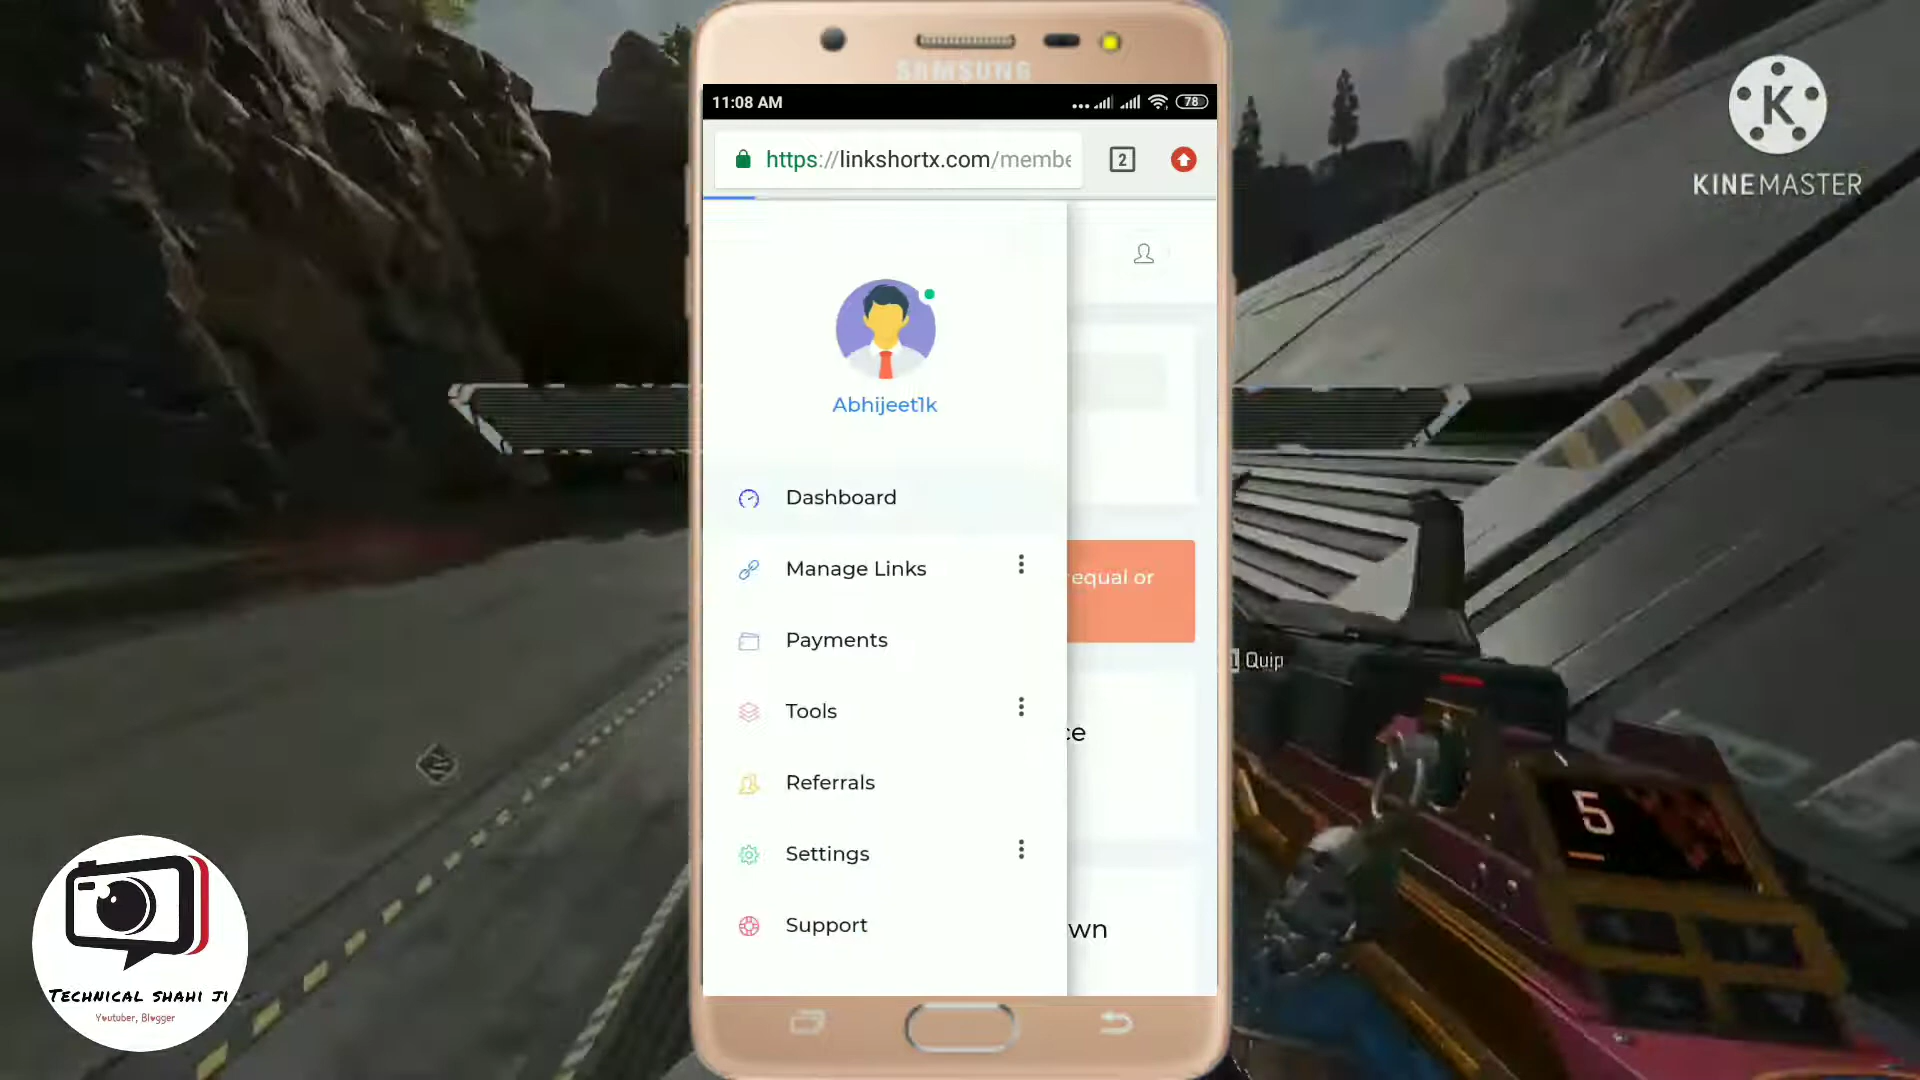 SAMSUNG
11:08 AM
78
https://linkshortx.com/membe
2
K
KINEMASTER
Abhijeet1k
Dashboard
Manage Links
equal or
Payments
Quip
Tools
ce
Referrals
5
Settings
Support
wn
TECHNICAL SHAHI JI
Youtuber, Blogger